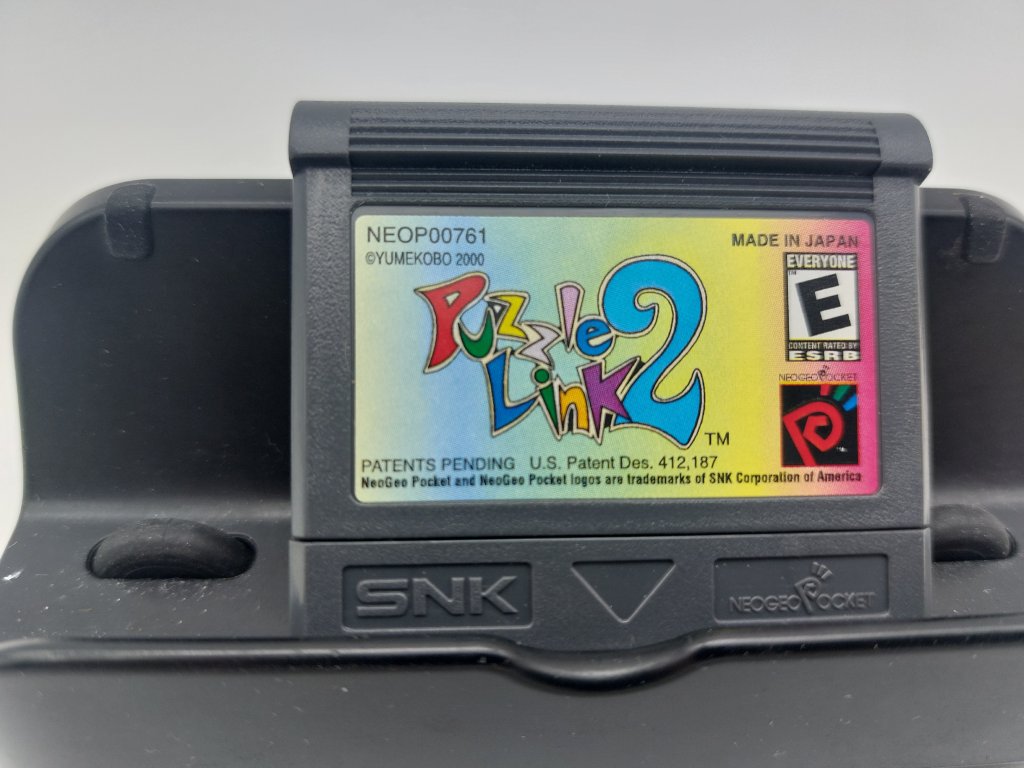 NEOP00761
©YUMEKOBO 2000
MADE IN JAPAN
EVERYONE
TM
E
CONTENT RATED BY
ESRB
Puzzle
Link 2
TM
NEOGEO POCKET
PATENTS PENDING U.S. Patent Des. 412,187
NeoGeo Pocket and NeoGeo Pocket logos are trademarks of SNK Corporation of America
SNK
NEOGEO POCKET